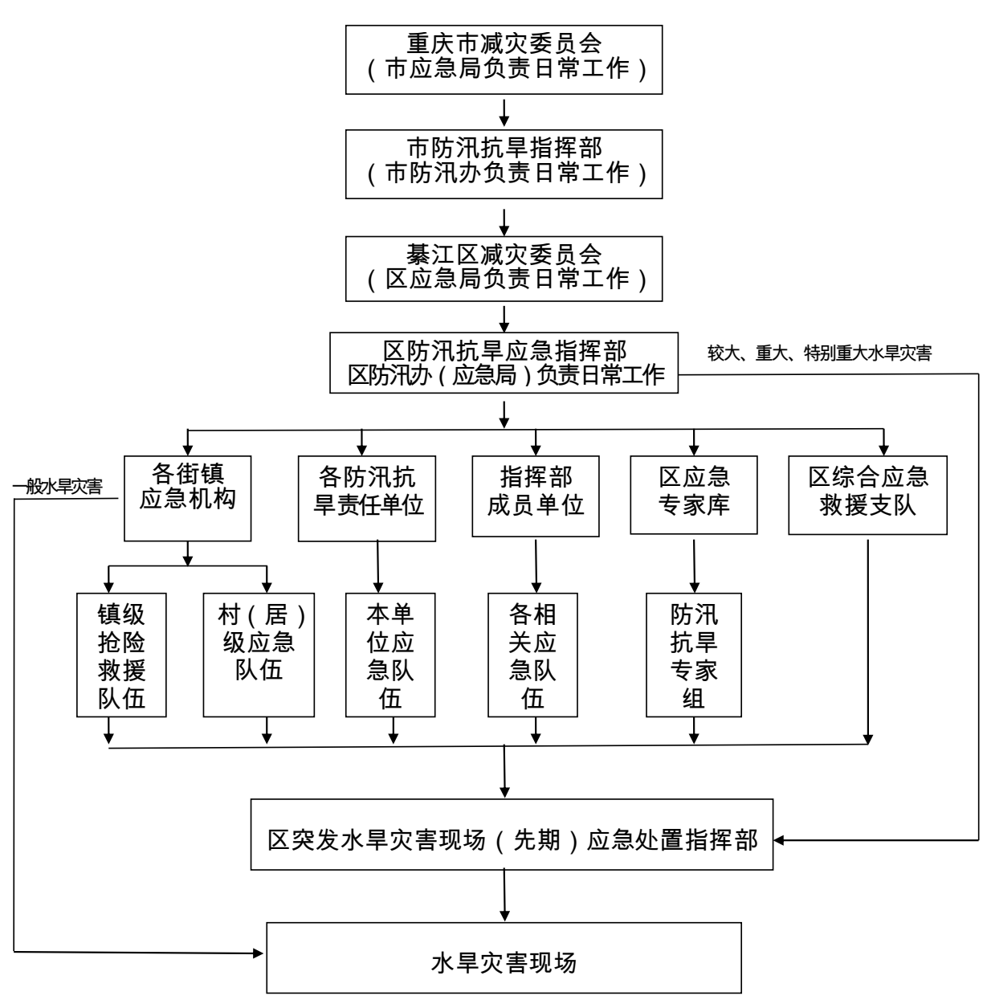 重庆市减灾委员会
（市应急局负责日常工作）
市防汛抗旱指挥部
（市防汛办负责日常工作）
綦江区减灾委员会
（区应急局负责日常工作）
区防汛抗旱应急指挥部
区防汛办（应急局）负责日常工作
较大、重大、特别重大水旱灾害
一般水旱灾害
各街镇
应急机构
各防汛抗
旱责任单位
指挥部
成员单位
区应急
专家库
区综合应急
救援支队
镇级
抢险
救援
队伍
村（居）
级应急
队伍
本单
位应
急队
伍
各相
关应
急队
伍
防汛
抗旱
专家
组
区突发水旱灾害现场（先期）应急处置指挥部
水旱灾害现场